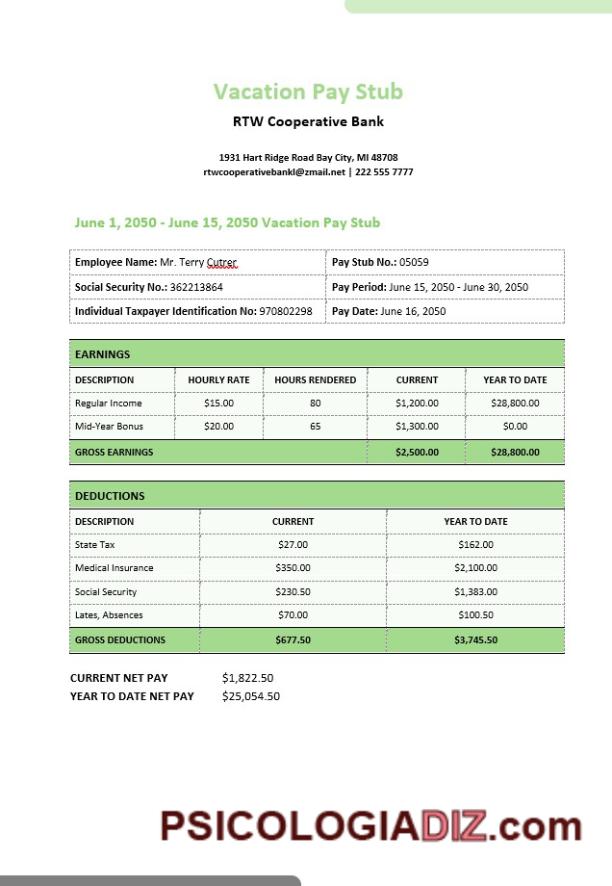 Vacation Pay Stub
RTW Cooperative Bank
1931 Hart Ridge Road Bay City, MI 48708
rtwcooperativebankl@zmail.net | 222 555 7777
June 1, 2050 - June 15, 2050 Vacation Pay Stub
Employee Name: Mr. Terry Cutrer Pay Stub No.: 05059
Social Security No.: 362213864 Pay Period: June 15, 2050 - June 30, 2050
Individual Taxpayer Identification No: 970802298 Pay Date: June 16, 2050
EARNINGS
DESCRIPTION HOURLY RATE HOURS RENDERED CURRENT YEAR TO DATE
Regular Income $15.00 80 $1,200.00 $28,800.00
Mid-Year Bonus $20.00 65 $1,300.00 $0.00
GROSS EARNINGS $2,500.00 $28,800.00
DEDUCTIONS
DESCRIPTION CURRENT YEAR TO DATE
State Tax $27.00 $162.00
Medical Insurance $350.00 $2,100.00
Social Security $230.50 $1,383.00
Lates, Absences $70.00 $100.50
GROSS DEDUCTIONS $677.50 $3,745.50
CURRENT NET PAY $1,822.50
YEAR TO DATE NET PAY $25,054.50
PSICOLOGIADIZ.com